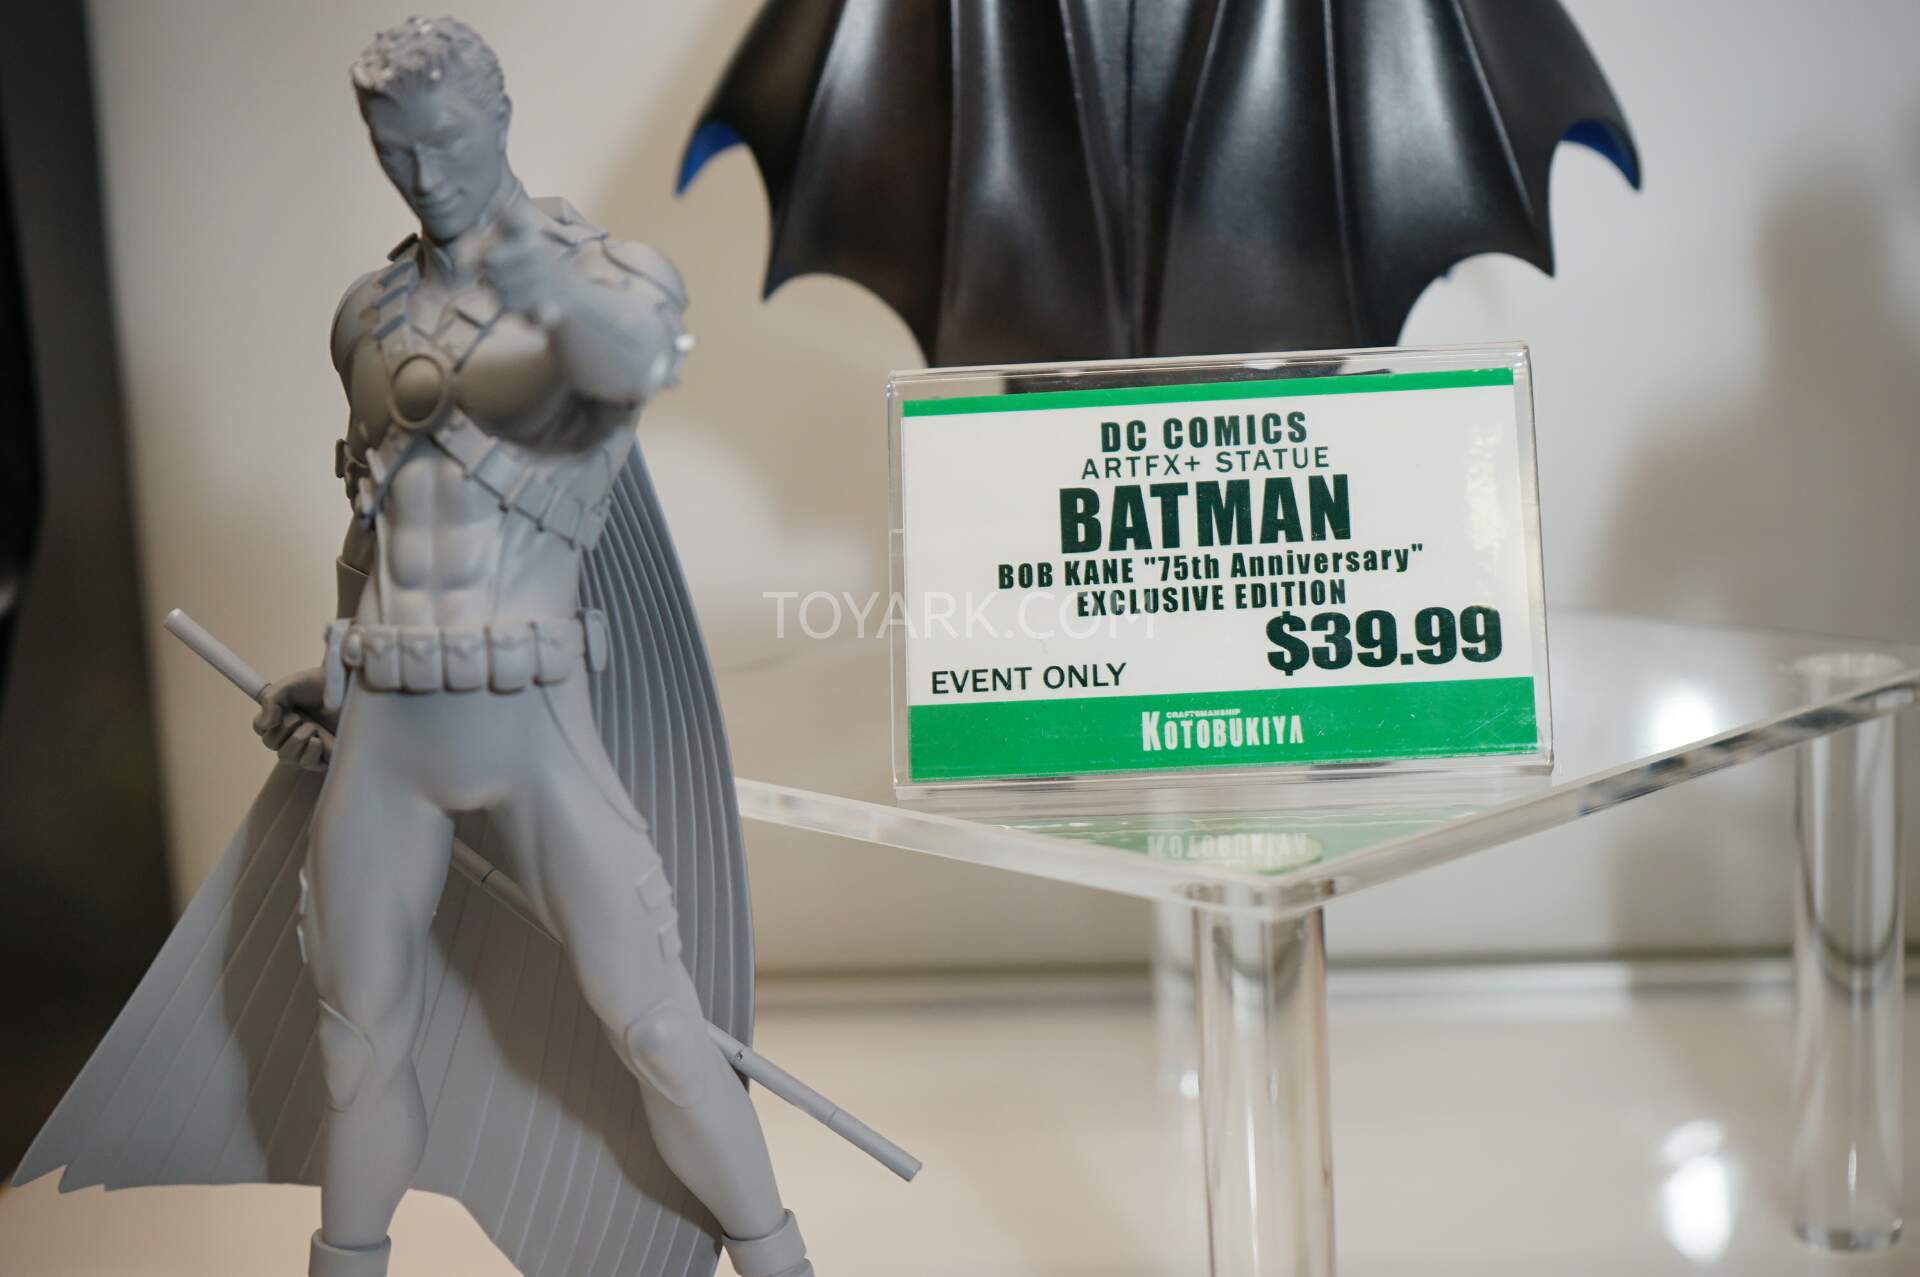 DC COMICS
ARTFX+ STATUE
BATMAN
BOB KANE "75th Anniversary"
EXCLUSIVE EDITION
$39.99
EVENT ONLY
CRAFTSMANSHIP
KOTOBUKIYA
TOYARK.COM
KOTOBUKIYA